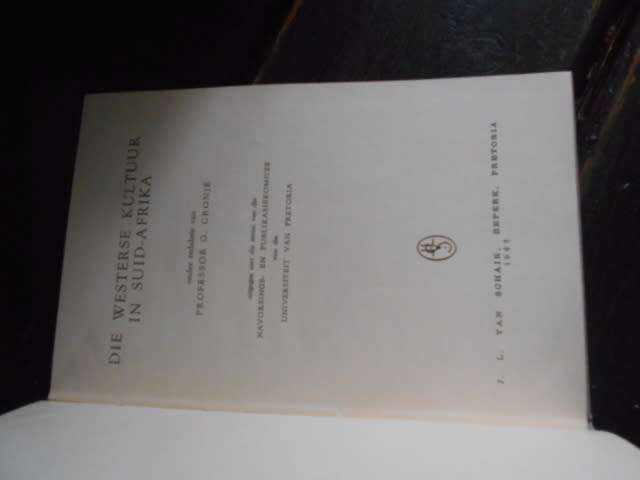 DIE WESTERSE KULTUUR
IN SUID-AFRIKA
onder redaksie van
PROFESSOR G. CRONJÉ
uitgegee met die steun van die
NAVORSINGS- EN PUBLIKASIEKOMITEE
van die
UNIVERSITEIT VAN PRETORIA
J. L. VAN SCHAIK, BEPERK, PRETORIA